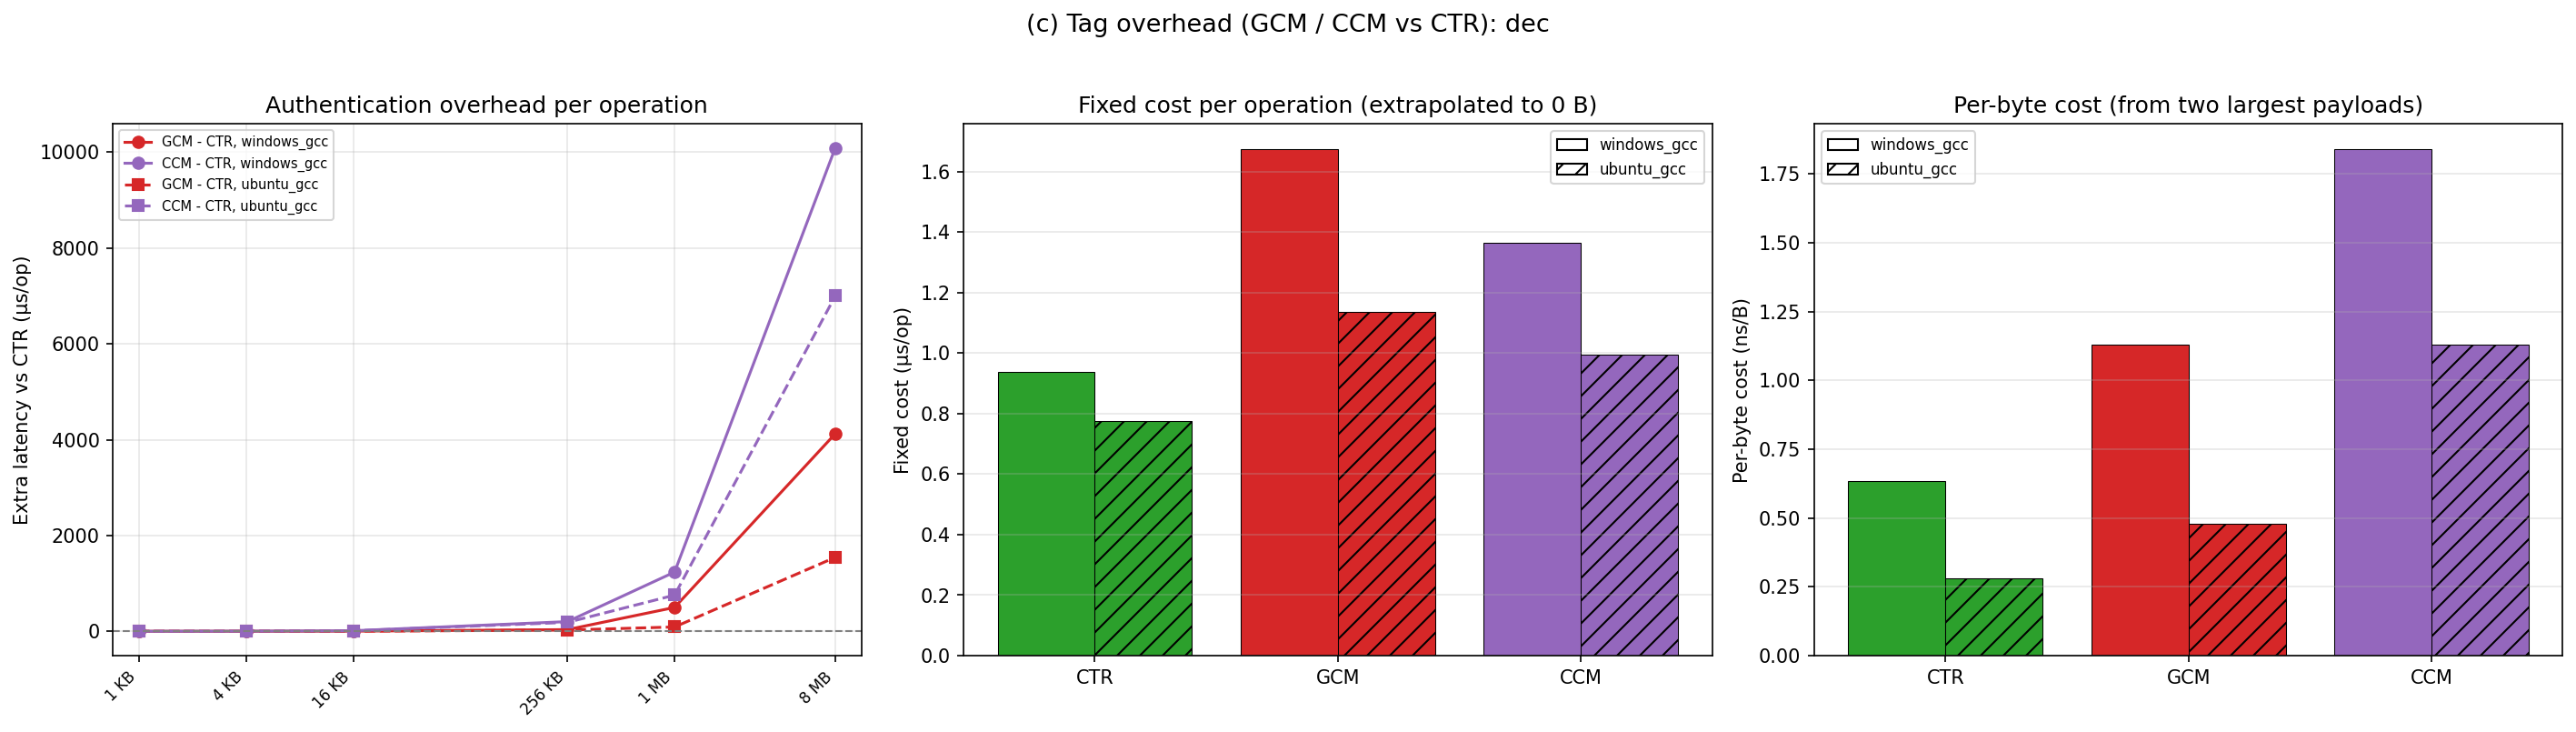 (c) Tag overhead (GCM / CCM vs CTR): dec
Authentication overhead per operation
Extra latency vs CTR (µs/op)
10000
8000
6000
4000
2000
0
GCM - CTR, windows_gcc
CCM - CTR, windows_gcc
GCM - CTR, ubuntu_gcc
CCM - CTR, ubuntu_gcc
1 KB
4 KB
16 KB
256 KB
1 MB
8 MB
Fixed cost per operation (extrapolated to 0 B)
Fixed cost (µs/op)
1.6
1.4
1.2
1.0
0.8
0.6
0.4
0.2
0.0
windows_gcc
ubuntu_gcc
CTR
GCM
CCM
Per-byte cost (from two largest payloads)
Per-byte cost (ns/B)
1.75
1.50
1.25
1.00
0.75
0.50
0.25
0.00
windows_gcc
ubuntu_gcc
CTR
GCM
CCM